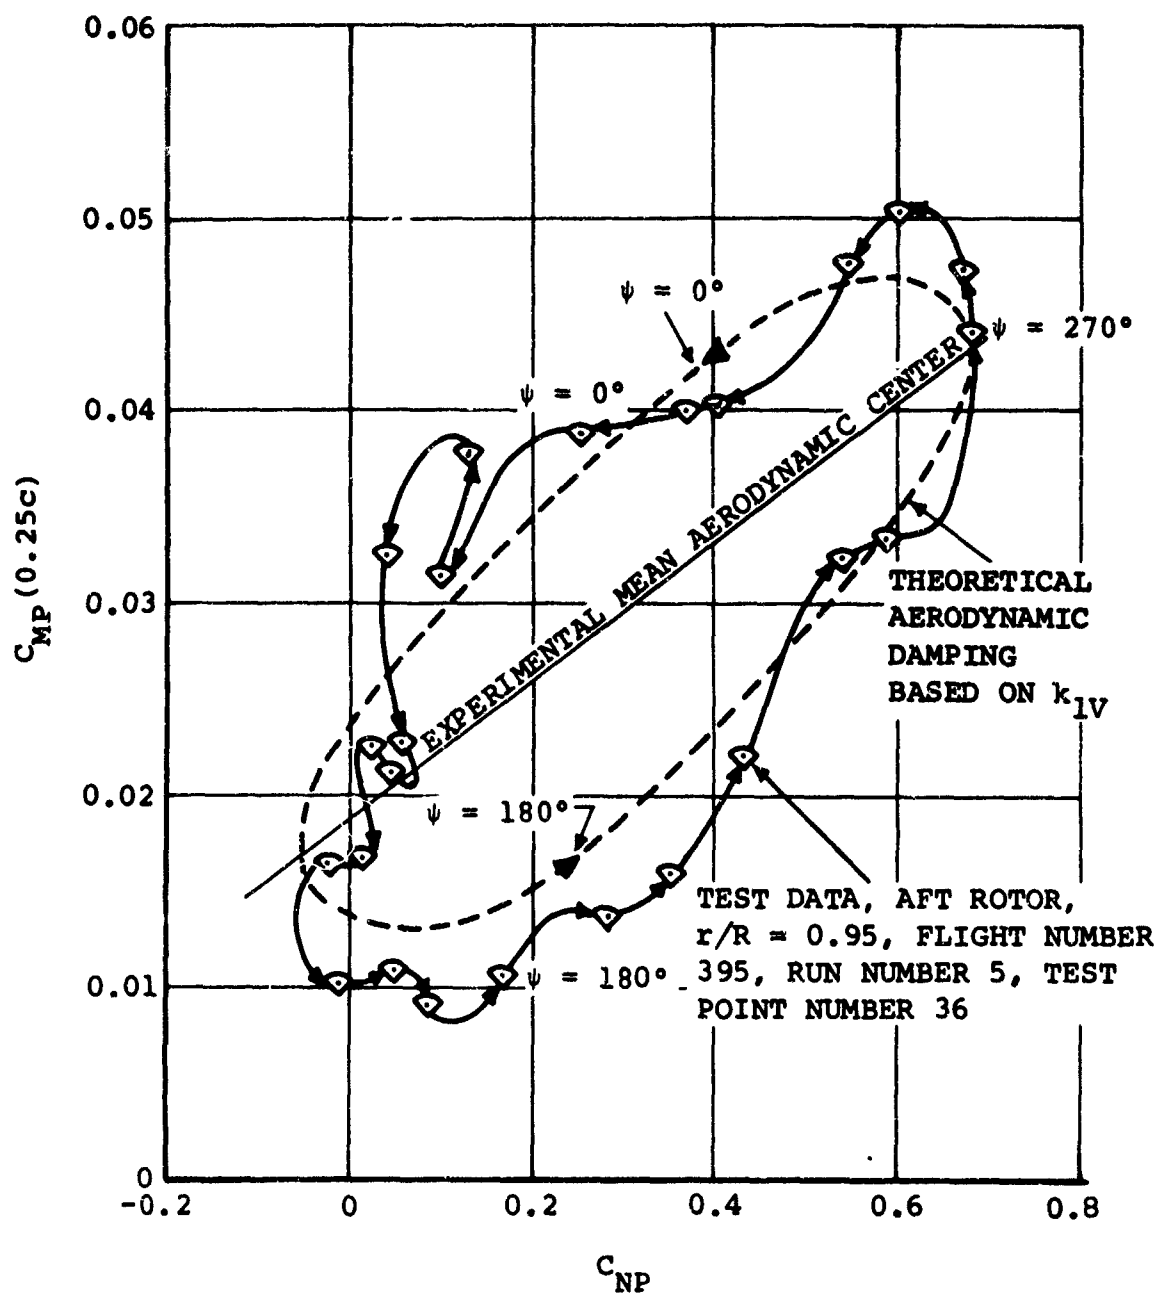 0.06
0.05
0.04
0.03
0.02
0.01
0
-0.2
0
0.2
0.4
0.6
0.8
C_MP (0.25c)
C_NP
ψ = 0°
ψ = 0°
ψ = 270°
EXPERIMENTAL MEAN AERODYNAMIC CENTER
THEORETICAL
AERODYNAMIC
DAMPING
BASED ON k_1V
ψ = 180°
ψ = 180°
TEST DATA, AFT ROTOR,
r/R = 0.95, FLIGHT NUMBER
395, RUN NUMBER 5, TEST
POINT NUMBER 36